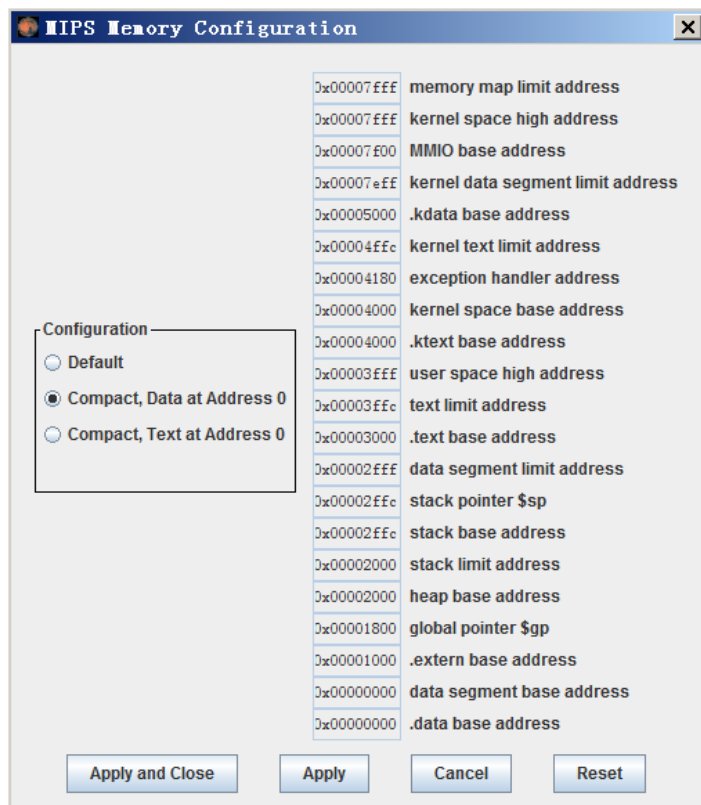 MIPS Memory Configuration
0x00007fff memory map limit address
0x00007fff kernel space high address
0x00007f00 MMIO base address
0x00007eff kernel data segment limit address
0x00005000 .kdata base address
0x00004ffc kernel text limit address
0x00004180 exception handler address
0x00004000 kernel space base address
0x00004000 .ktext base address
0x00003fff user space high address
0x00003ffc text limit address
0x00003000 .text base address
0x00002fff data segment limit address
0x00002ffc stack pointer $sp
0x00002ffc stack base address
0x00002000 stack limit address
0x00002000 heap base address
0x00001800 global pointer $gp
0x00001000 .extern base address
0x00000000 data segment base address
0x00000000 .data base address
Configuration
Default
Compact, Data at Address 0
Compact, Text at Address 0
Apply and Close Apply Cancel Reset